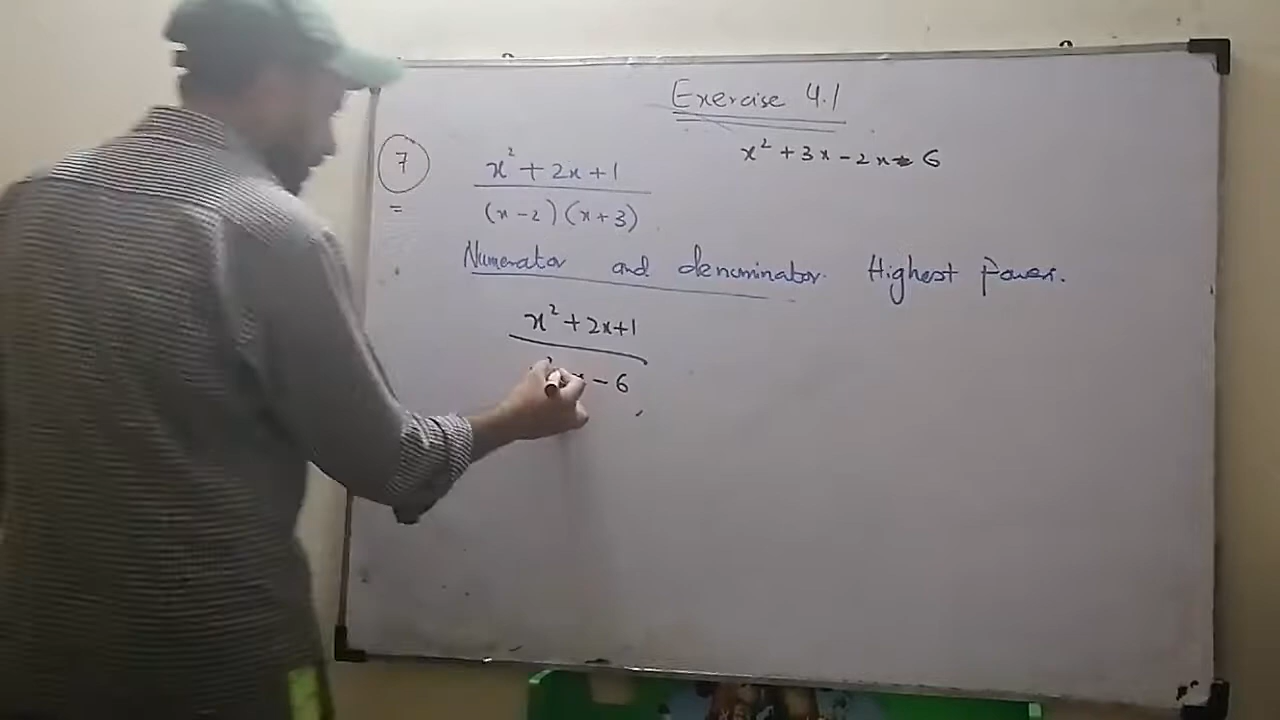 Exercise 4.1
x² + 3x - 2x - 6
7
x² + 2x + 1
(x - 2) (x + 3)
Numerator and denuminator. Highest Power.
x² + 2x + 1
- 6